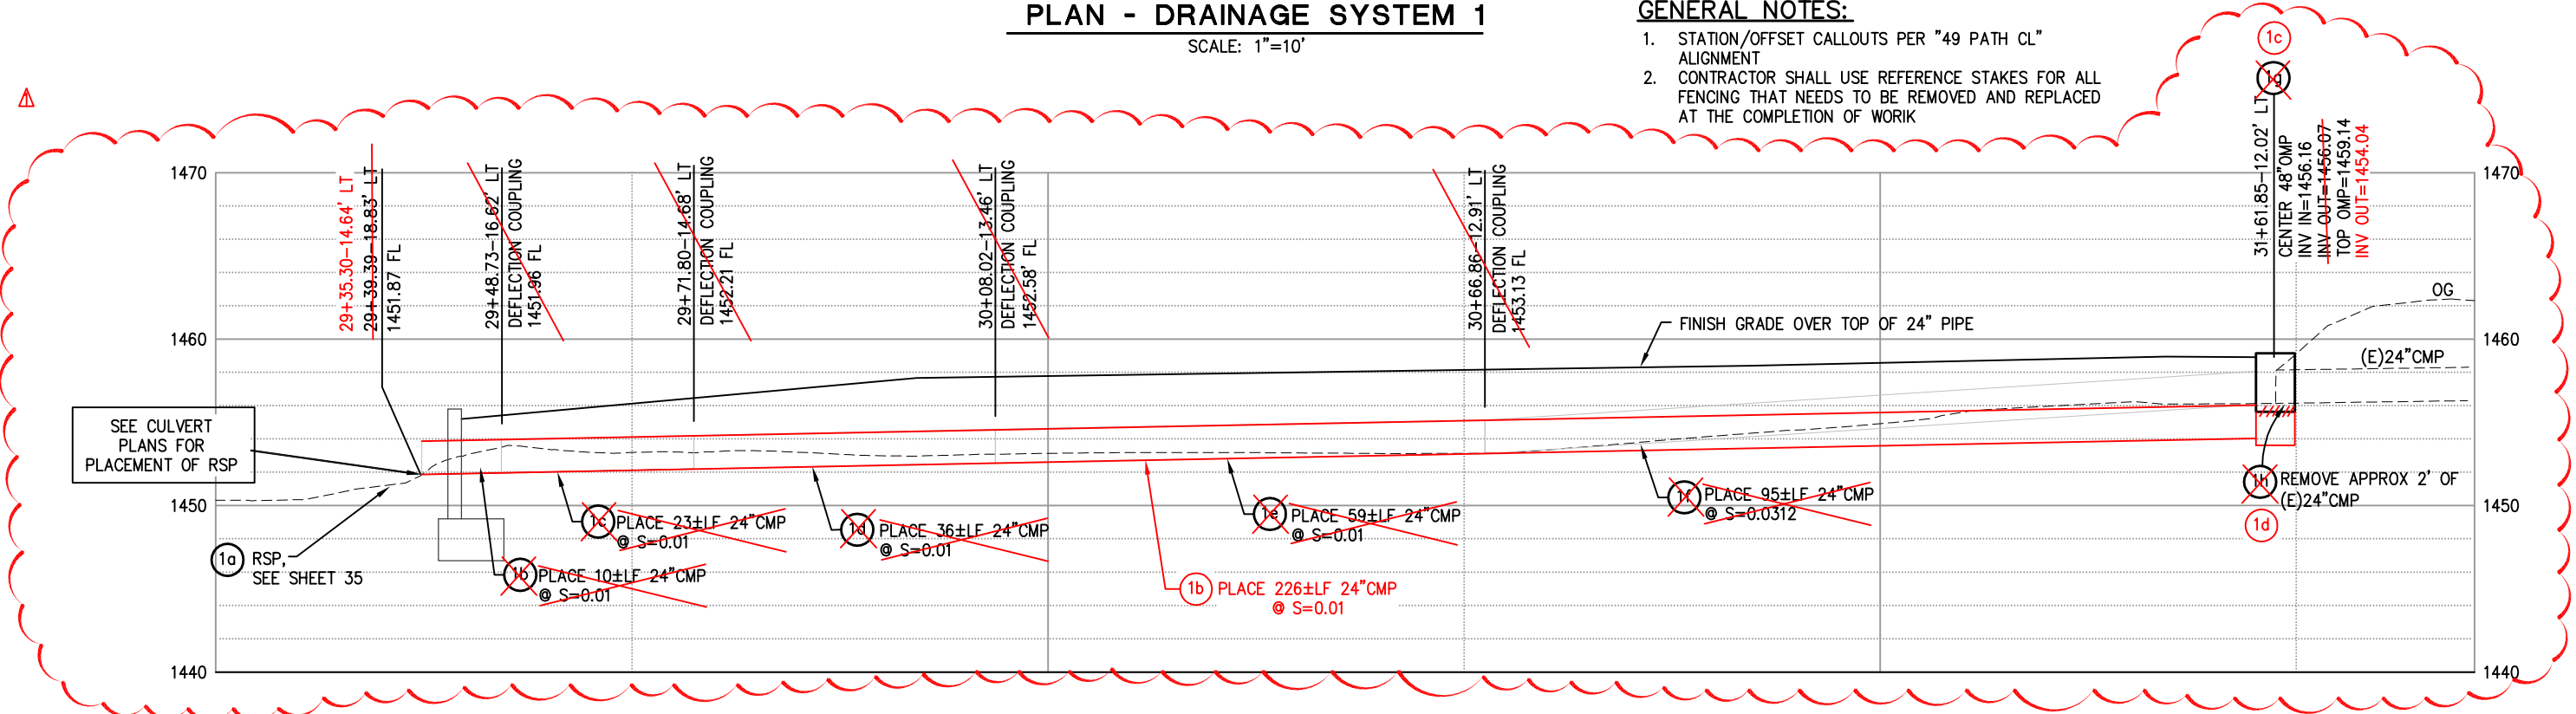 PLAN - DRAINAGE SYSTEM 1
SCALE: 1"=10'
GENERAL NOTES:
1. STATION/OFFSET CALLOUTS PER "49 PATH CL"
ALIGNMENT
2. CONTRACTOR SHALL USE REFERENCE STAKES FOR ALL
FENCING THAT NEEDS TO BE REMOVED AND REPLACED
AT THE COMPLETION OF WORIK
1
1c
1g
1470
1460
1450
1440
29+35.30-14.64' LT
29+39.39-18.83' LT
1451.87 FL
29+48.73-16.62' LT
DEFLECTION COUPLING
1451.96 FL
29+71.80-14.68' LT
DEFLECTION COUPLING
1452.21 FL
30+08.02-13.46' LT
DEFLECTION COUPLING
1452.58' FL
30+66.86-12.91' LT
DEFLECTION COUPLING
1453.13 FL
31+61.85-12.02' LT
CENTER 48"OMP
INV IN=1456.16
INV OUT=1456.07
TOP OMP=1459.14
INV OUT=1454.04
1470
1460
1450
1440
OG
(E)24"CMP
FINISH GRADE OVER TOP OF 24" PIPE
SEE CULVERT
PLANS FOR
PLACEMENT OF RSP
1a RSP,
SEE SHEET 35
1b PLACE 10±LF 24"CMP
@ S=0.01
1c PLACE 23±LF 24"CMP
@ S=0.01
1d PLACE 36±LF 24"CMP
@ S=0.01
1b PLACE 226±LF 24"CMP
@ S=0.01
1e PLACE 59±LF 24"CMP
@ S=0.01
1f PLACE 95±LF 24"CMP
@ S=0.0312
1h REMOVE APPROX 2' OF
(E)24"CMP
1d